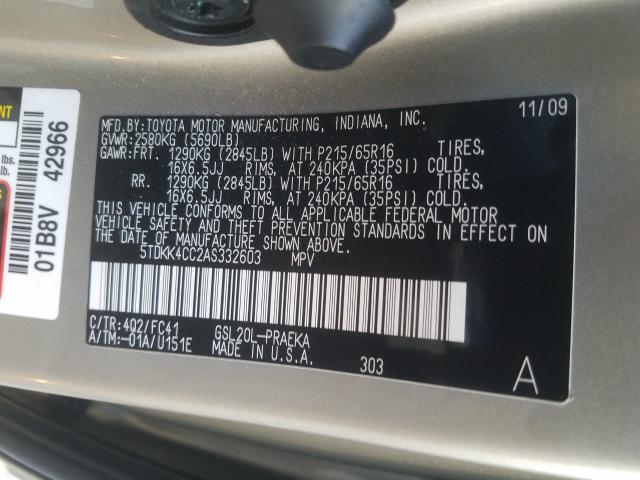 11/09
MFD.BY:TOYOTA MOTOR MANUFACTURING, INDIANA, INC.
GVWR:2580KG (5690LB)
GAWR:FRT. 1290KG (2845LB) WITH P215/65R16 TIRES,
16X6.5JJ RIMS, AT 240KPA (35PSI) COLD.
RR. 1290KG (2845LB) WITH P215/65R16 TIRES,
16X6.5JJ RIMS, AT 240KPA (35PSI) COLD.
THIS VEHICLE CONFORMS TO ALL APPLICABLE FEDERAL MOTOR
VEHICLE SAFETY AND THEFT PREVENTION STANDARDS IN EFFECT ON
THE DATE OF MANUFACTURE SHOWN ABOVE.
5TDKK4CC2AS332603 MPV
C/TR:4Q2/FC41 GSL20L-PRAEKA
A/TM:-01A/U151E MADE IN U.S.A. 303
A
01B8V 42966
lbs.
lb.